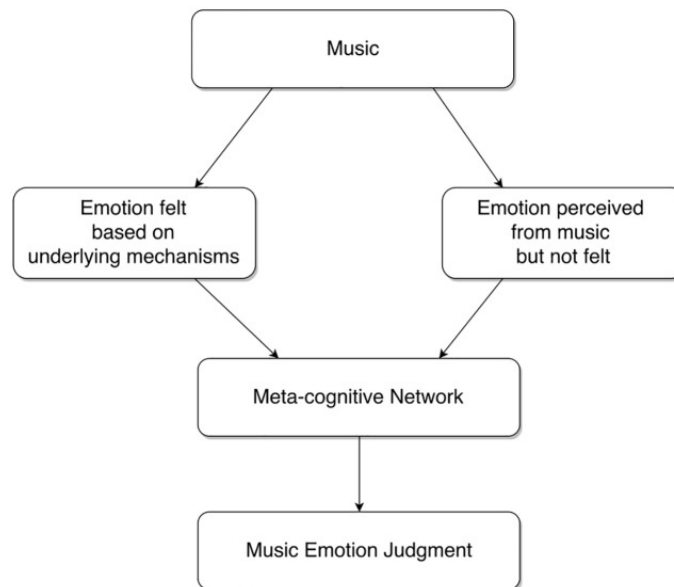 Music
Emotion felt
based on
underlying mechanisms
Emotion perceived
from music
but not felt
Meta-cognitive Network
Music Emotion Judgment